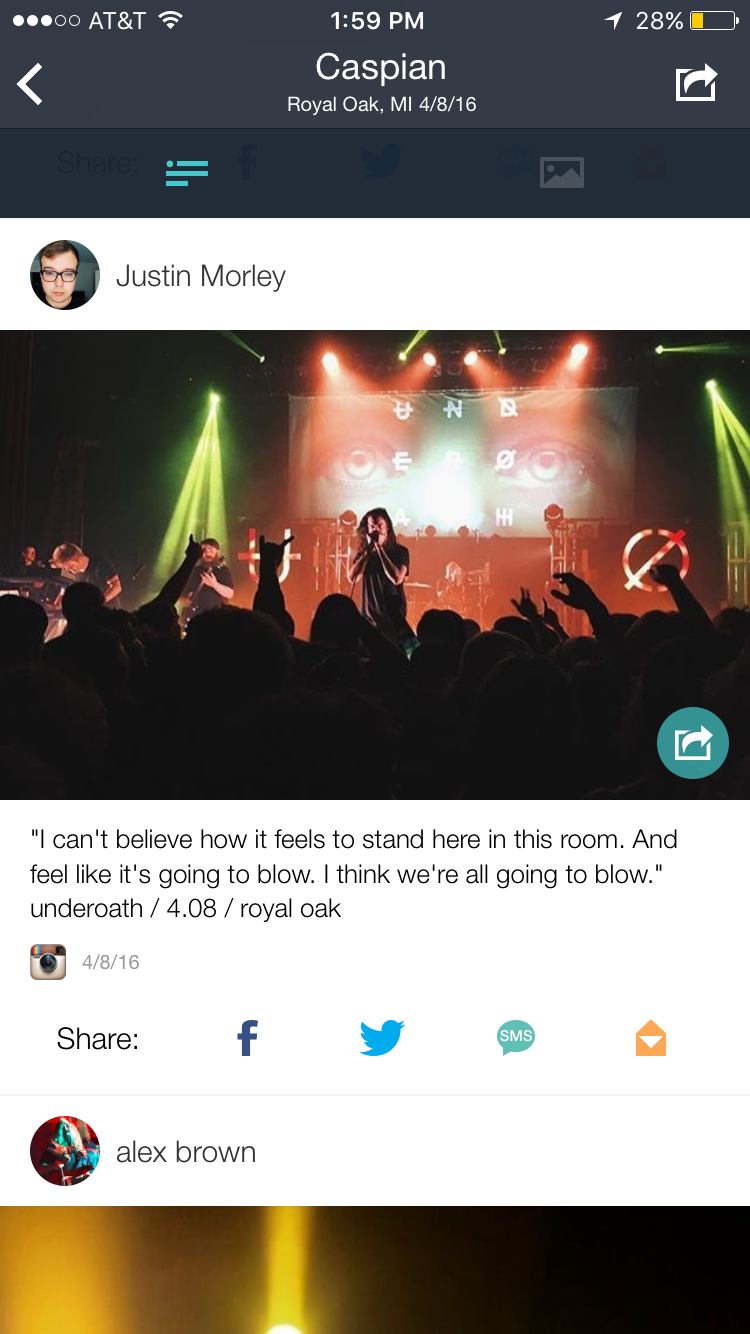 AT&T 1:59 PM 28%
Caspian
Royal Oak, MI 4/8/16
Share:
Justin Morley
U N D
E R Ø
A H
U Ø
"I can't believe how it feels to stand here in this room. And
feel like it's going to blow. I think we're all going to blow."
underoath / 4.08 / royal oak
4/8/16
Share: f SMS
alex brown